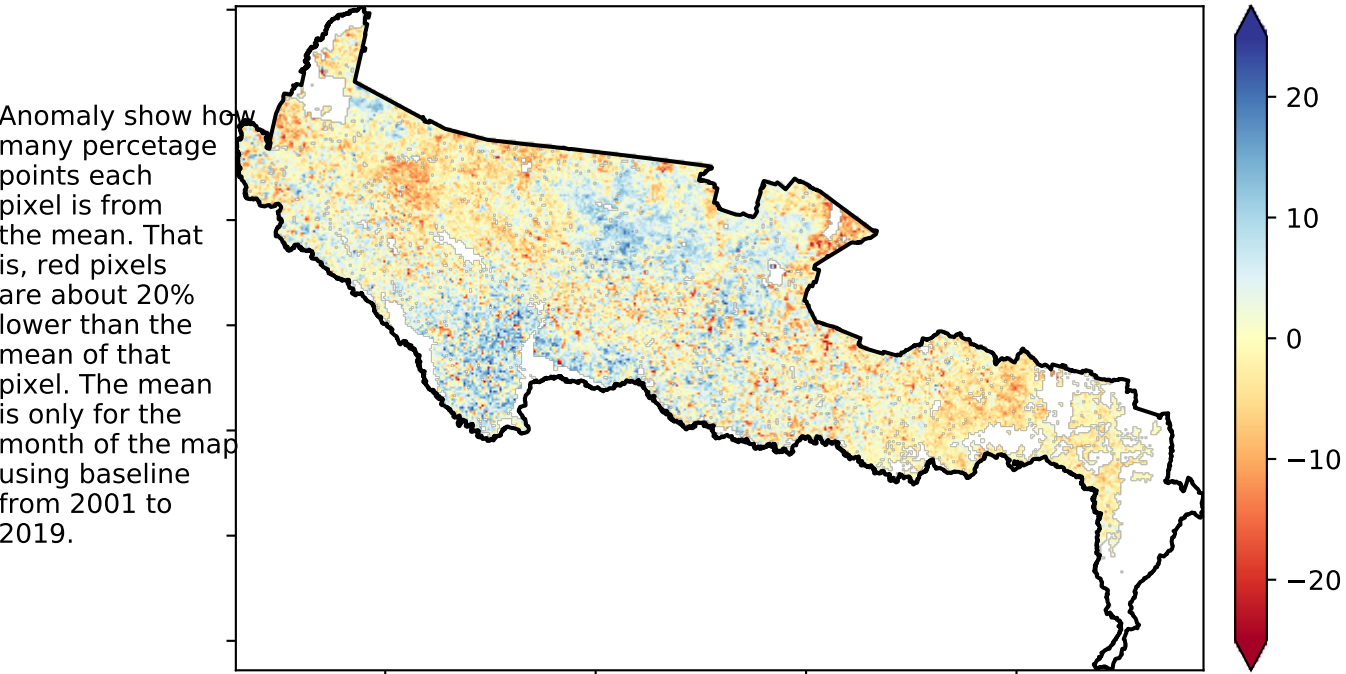 Anomaly show how
many percetage
points each
pixel is from
the mean. That
is, red pixels
are about 20%
lower than the
mean of that
pixel. The mean
is only for the
month of the map
using baseline
from 2001 to
2019.
20
10
0
−10
−20